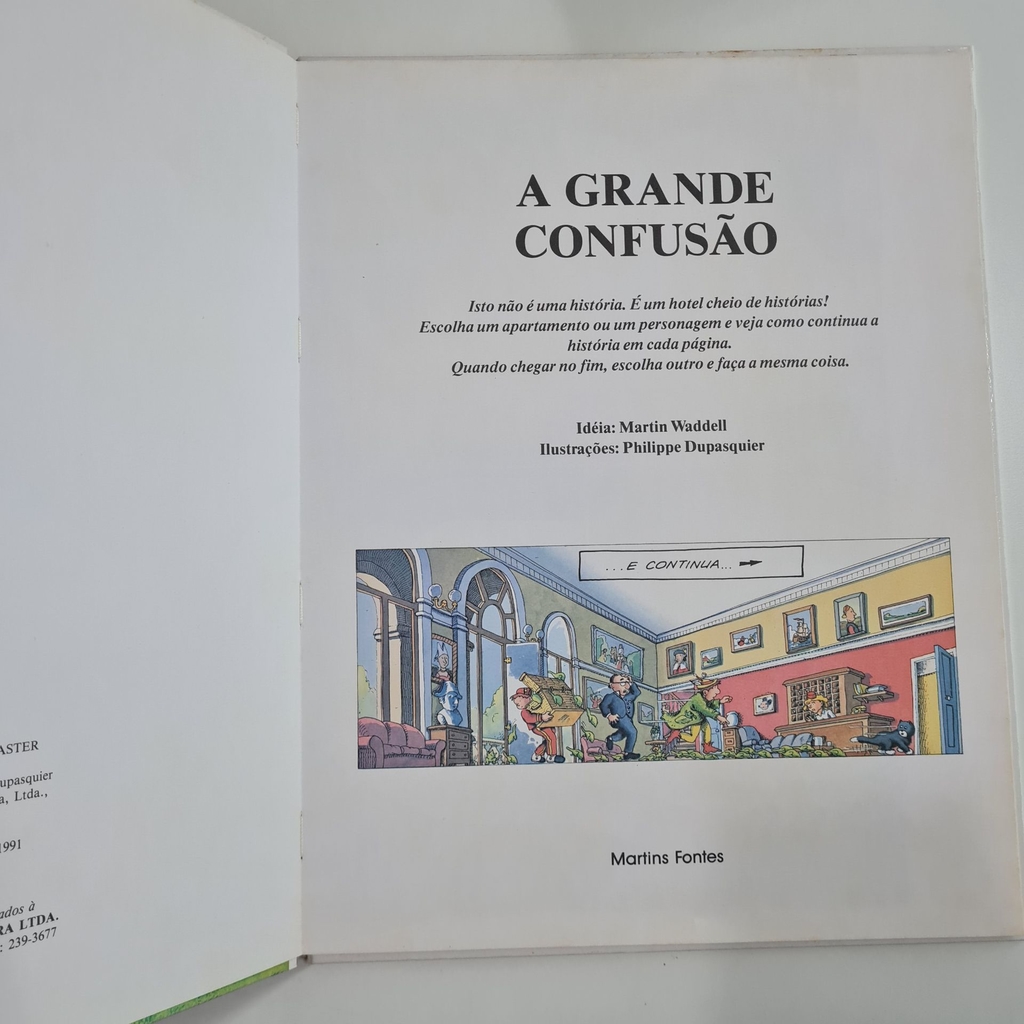 ASTER
upasquier
a, Ltda.,
1991
ados à
RA LTDA.
: 239-3677
A GRANDE
CONFUSÃO
Isto não é uma história. É um hotel cheio de histórias!
Escolha um apartamento ou um personagem e veja como continua a
história em cada página.
Quando chegar no fim, escolha outro e faça a mesma coisa.
Idéia: Martin Waddell
Ilustrações: Philippe Dupasquier
...E CONTINUA...
Martins Fontes